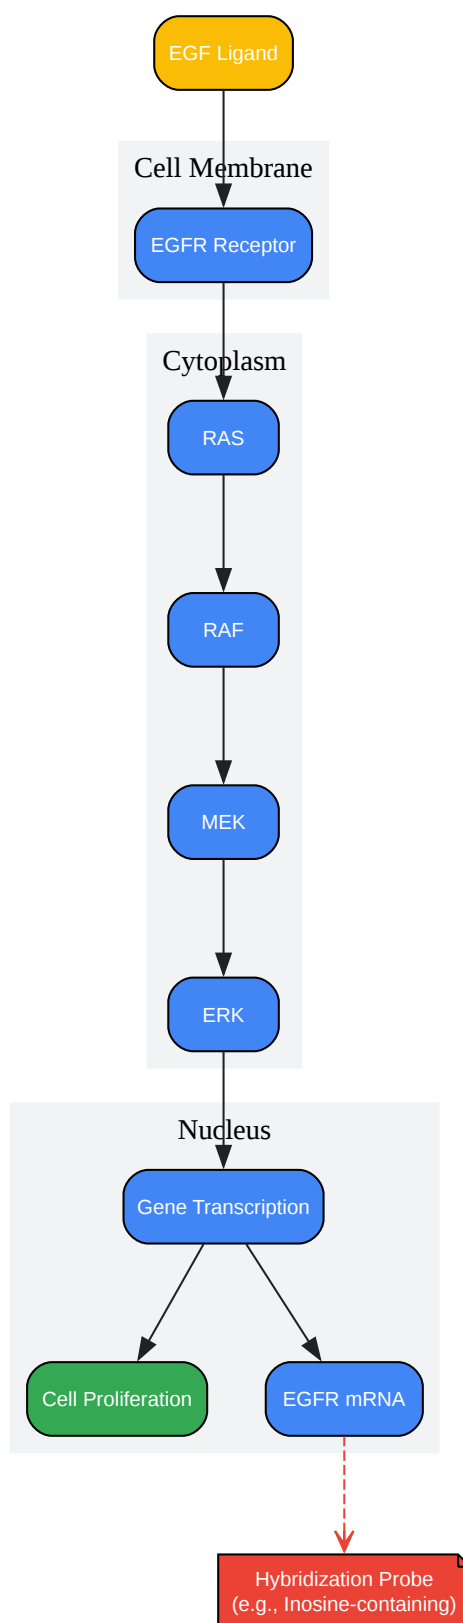 EGF Ligand
Cell Membrane
EGFR Receptor
Cytoplasm
RAS
RAF
MEK
ERK
Nucleus
Gene Transcription
Cell Proliferation
EGFR mRNA
Hybridization Probe
(e.g., Inosine-containing)